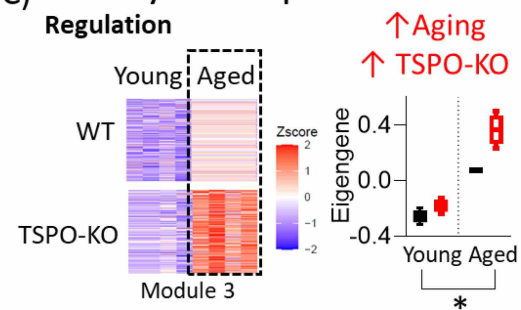 Regulation
Young Aged
WT
TSPO-KO
Module 3
Zscore
2
1
0
−1
−2
↑Aging
↑ TSPO-KO
Eigengene
0.4
0.0
-0.4
Young Aged
*